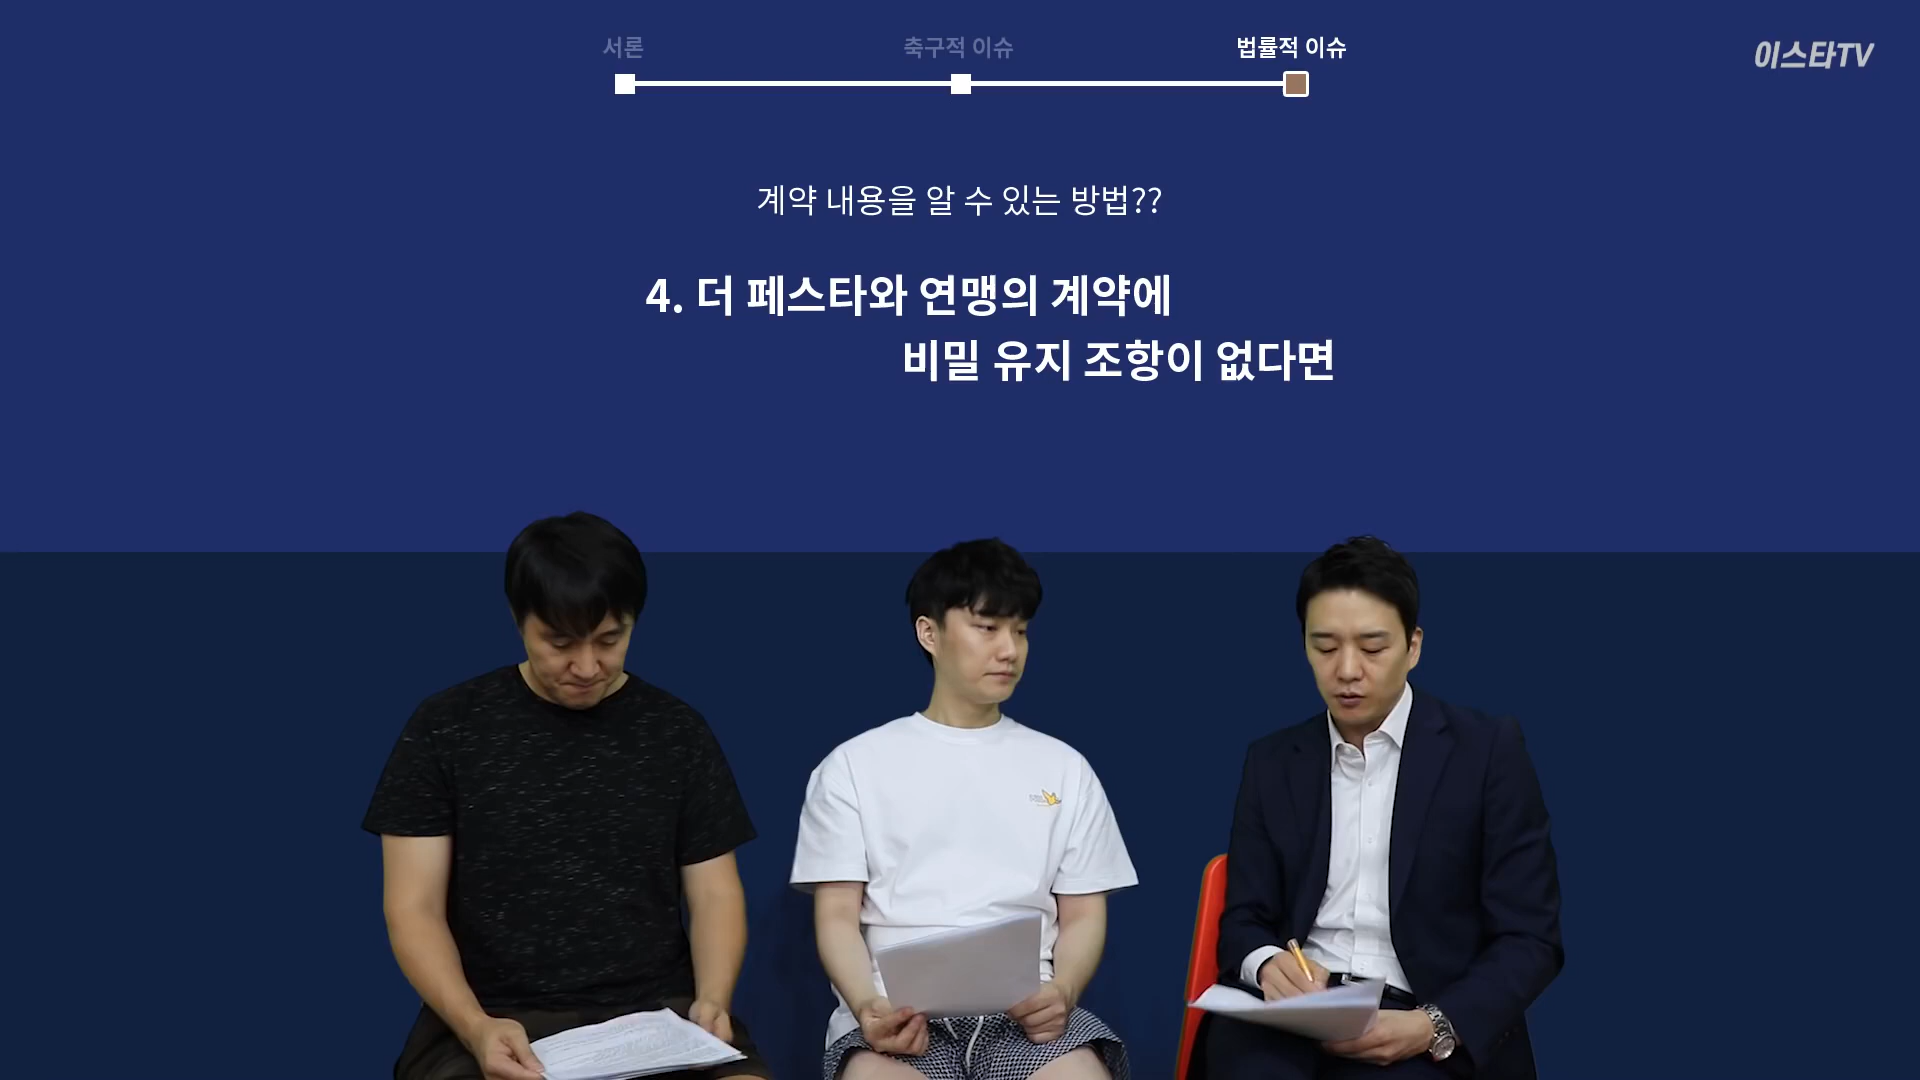 서론
축구적 이슈
법률적 이슈
이스타TV
계약 내용을 알 수 있는 방법??
4. 더 페스타와 연맹의 계약에
비밀 유지 조항이 없다면